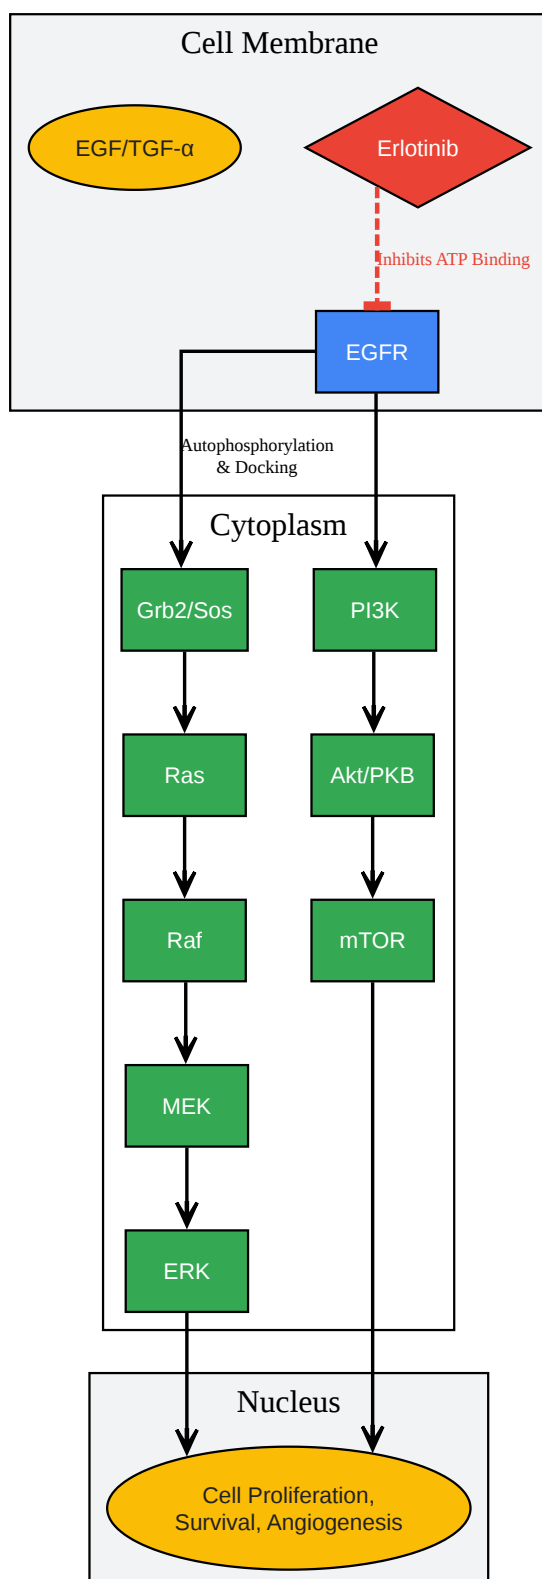 Cell Membrane
EGF/TGF-α
Erlotinib
Inhibits ATP Binding
EGFR
Autophosphorylation
& Docking
Cytoplasm
Grb2/Sos
PI3K
Ras
Akt/PKB
Raf
mTOR
MEK
ERK
Nucleus
Cell Proliferation,
Survival, Angiogenesis